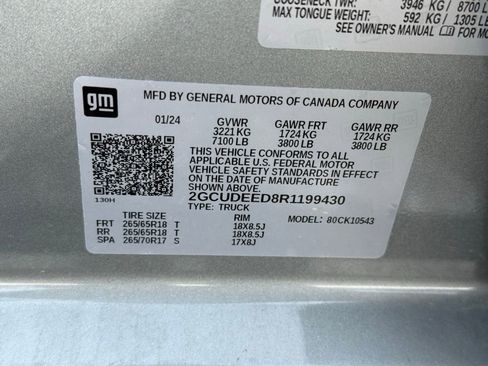 GOOSENECK TWR: 3946 KG / 8700 L
MAX TONGUE WEIGHT: 592 KG / 1305 LB
SEE OWNER'S MANUAL FOR MO
gm
MFD BY GENERAL MOTORS OF CANADA COMPANY
01/24 GVWR GAWR FRT GAWR RR
3221 KG 1724 KG 1724 KG
7100 LB 3800 LB 3800 LB
THIS VEHICLE CONFORMS TO ALL
APPLICABLE U.S. FEDERAL MOTOR
VEHICLE SAFETY STANDARDS IN EFFECT
ON THE DATE OF MANUFACTURE
SHOWN ABOVE.
2GCUDEED8R1199430
130H
TYPE: TRUCK MODEL: 80CK10543
TIRE SIZE RIM
FRT 265/65R18 T 18X8.5J
RR 265/65R18 T 18X8.5J
SPA 265/70R17 S 17X8J